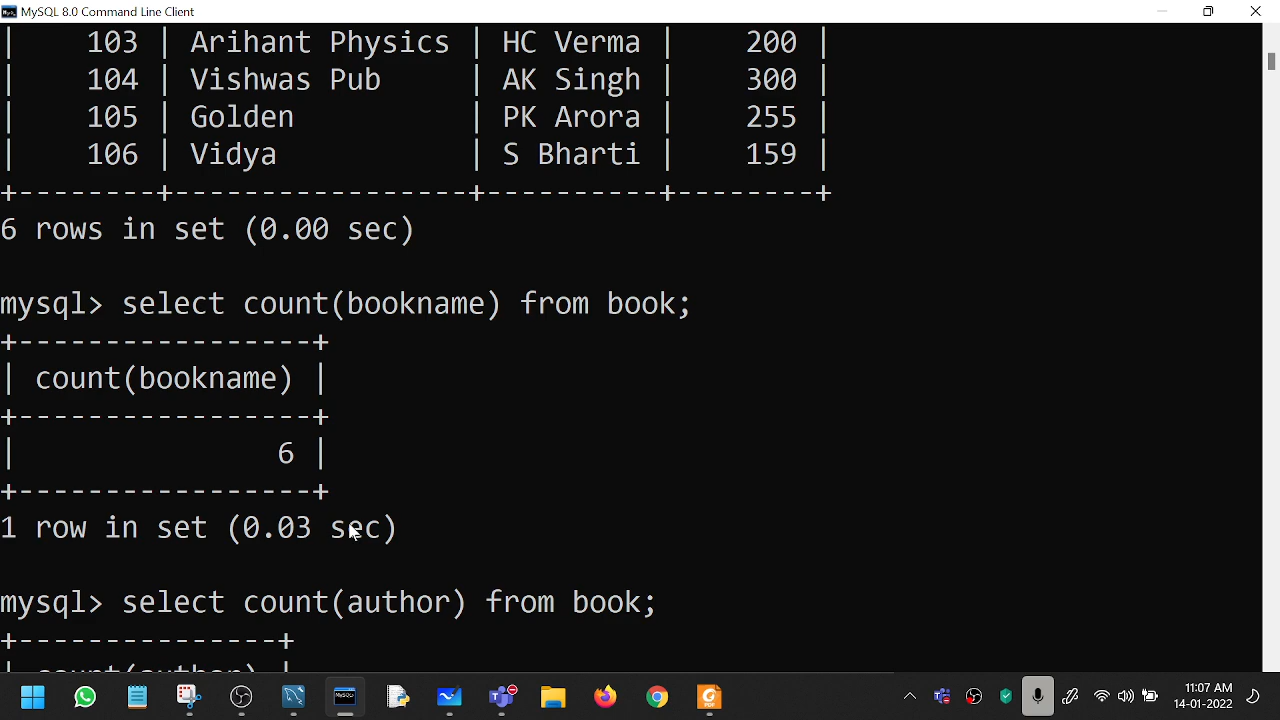 MySQL 8.0 Command Line Client
|    103 | Arihant Physics | HC Verma |    200 |
|    104 | Vishwas Pub     | AK Singh |    300 |
|    105 | Golden          | PK Arora |    255 |
|    106 | Vidya           | S Bharti |    159 |
+--------+-----------------+----------+--------+
6 rows in set (0.00 sec)
mysql> select count(bookname) from book;
+-----------------+
| count(bookname) |
+-----------------+
|               6 |
+-----------------+
1 row in set (0.03 sec)
mysql> select count(author) from book;
+---------------+
| count(author) |
11:07 AM
14-01-2022